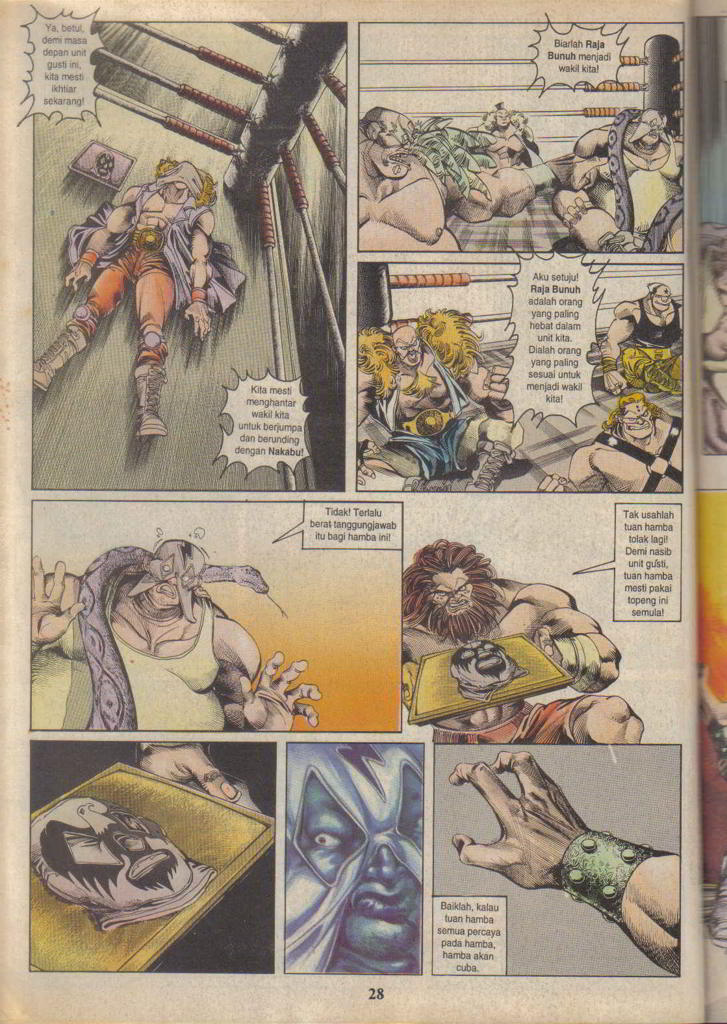 Ya, betul,
demi masa
depan unit
gusti ini,
kita mesti
ikhtiar
sekarang!
Kita mesti
menghantar
wakil kita
untuk berjumpa
dan berunding
dengan Nakabu!
Biarlah Raja
Bunuh menjadi
wakil kita!
Aku setuju!
Raja Bunuh
adalah orang
yang paling
hebat dalam
unit kita.
Dialah orang
yang paling
sesuai untuk
menjadi wakil
kita!
Tidak! Terlalu
berat tanggungjawab
itu bagi hamba ini!
Tak usahlah
tuan hamba
tolak lagi!
Demi nasib
unit gusti,
tuan hamba
mesti pakai
topeng ini
semula!
Baiklah, kalau
tuan hamba
semua percaya
pada hamba,
hamba akan
cuba.
28